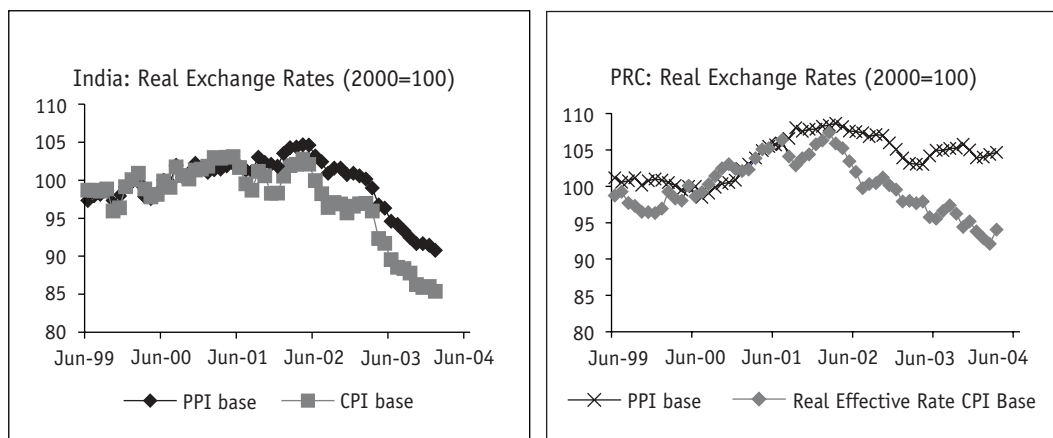 India: Real Exchange Rates (2000=100)
110
105
100
95
90
85
80
Jun-99 Jun-00 Jun-01 Jun-02 Jun-03 Jun-04
PPI base CPI base
PRC: Real Exchange Rates (2000=100)
110
105
100
95
90
85
80
Jun-99 Jun-00 Jun-01 Jun-02 Jun-03 Jun-04
PPI base Real Effective Rate CPI Base